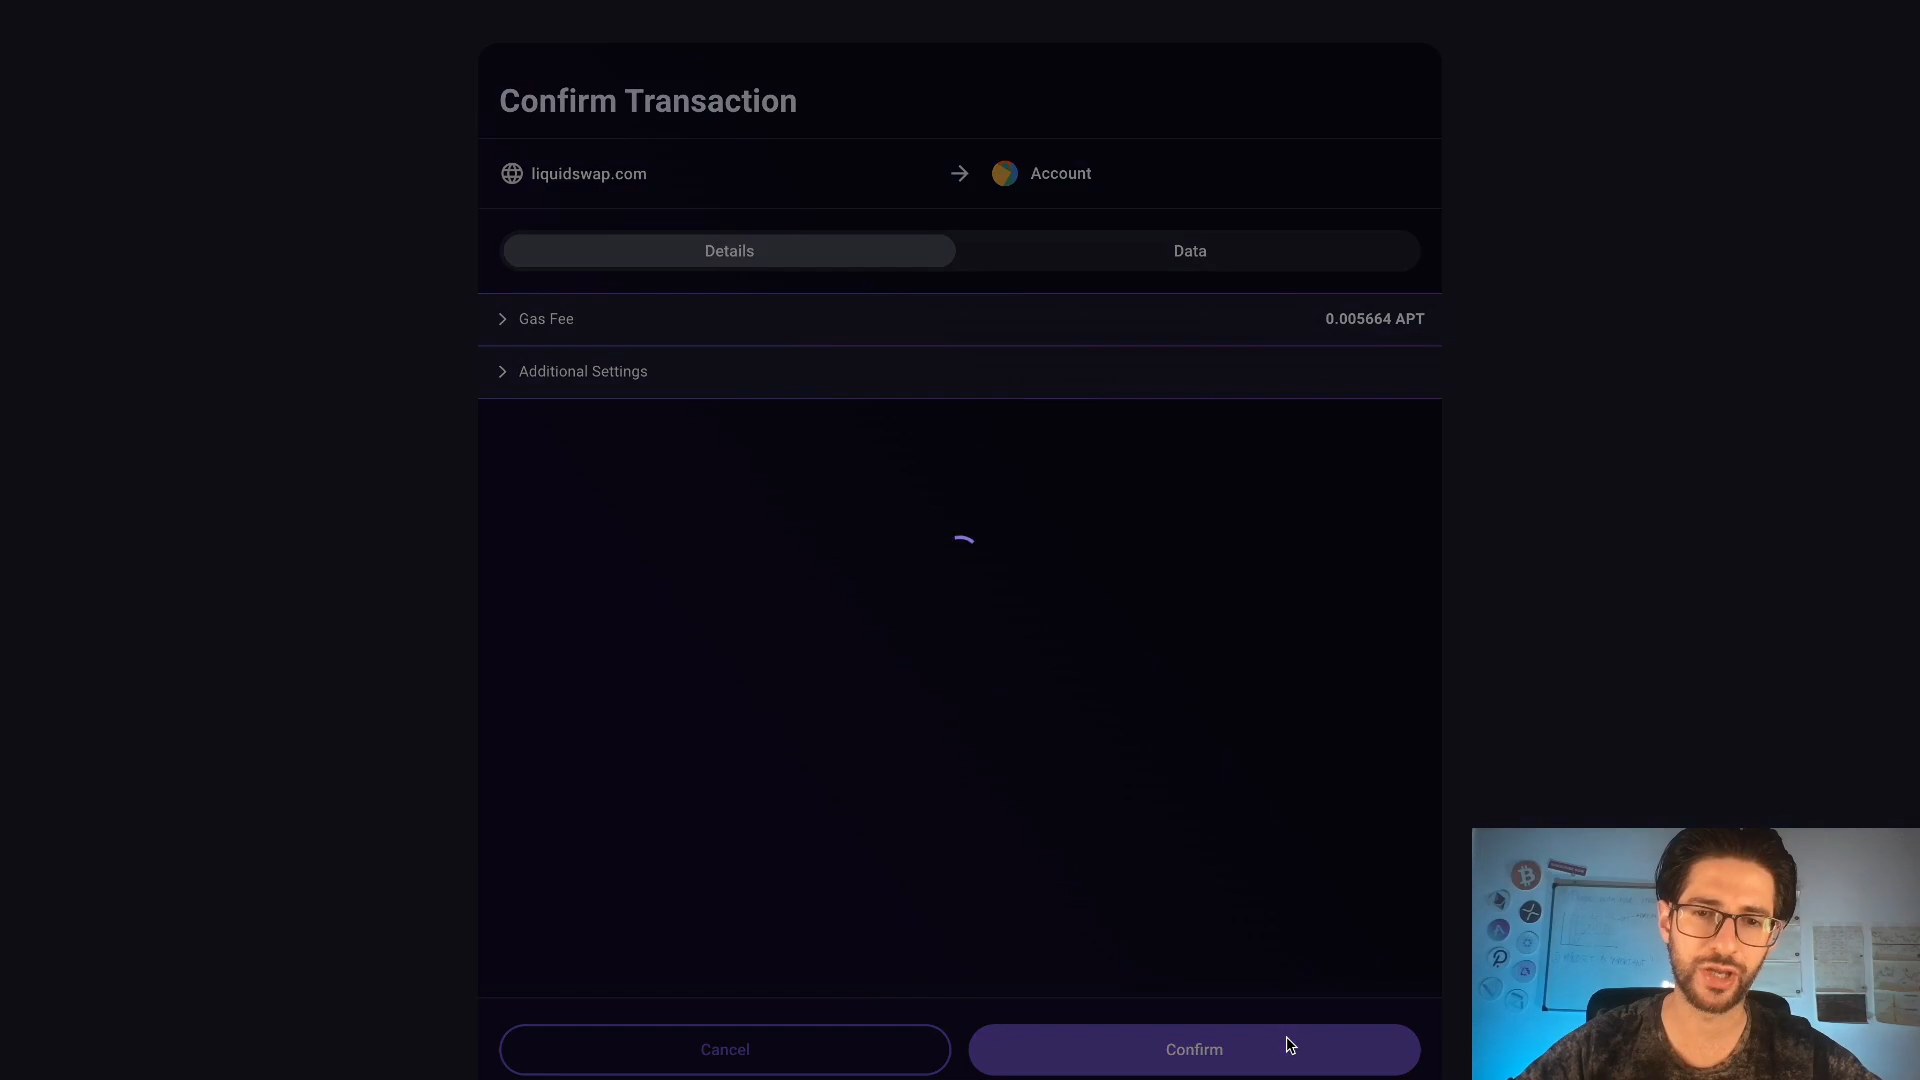 Confirm Transaction
liquidswap.com → Account
Details Data
Gas Fee 0.005664 APT
Additional Settings
Cancel Confirm